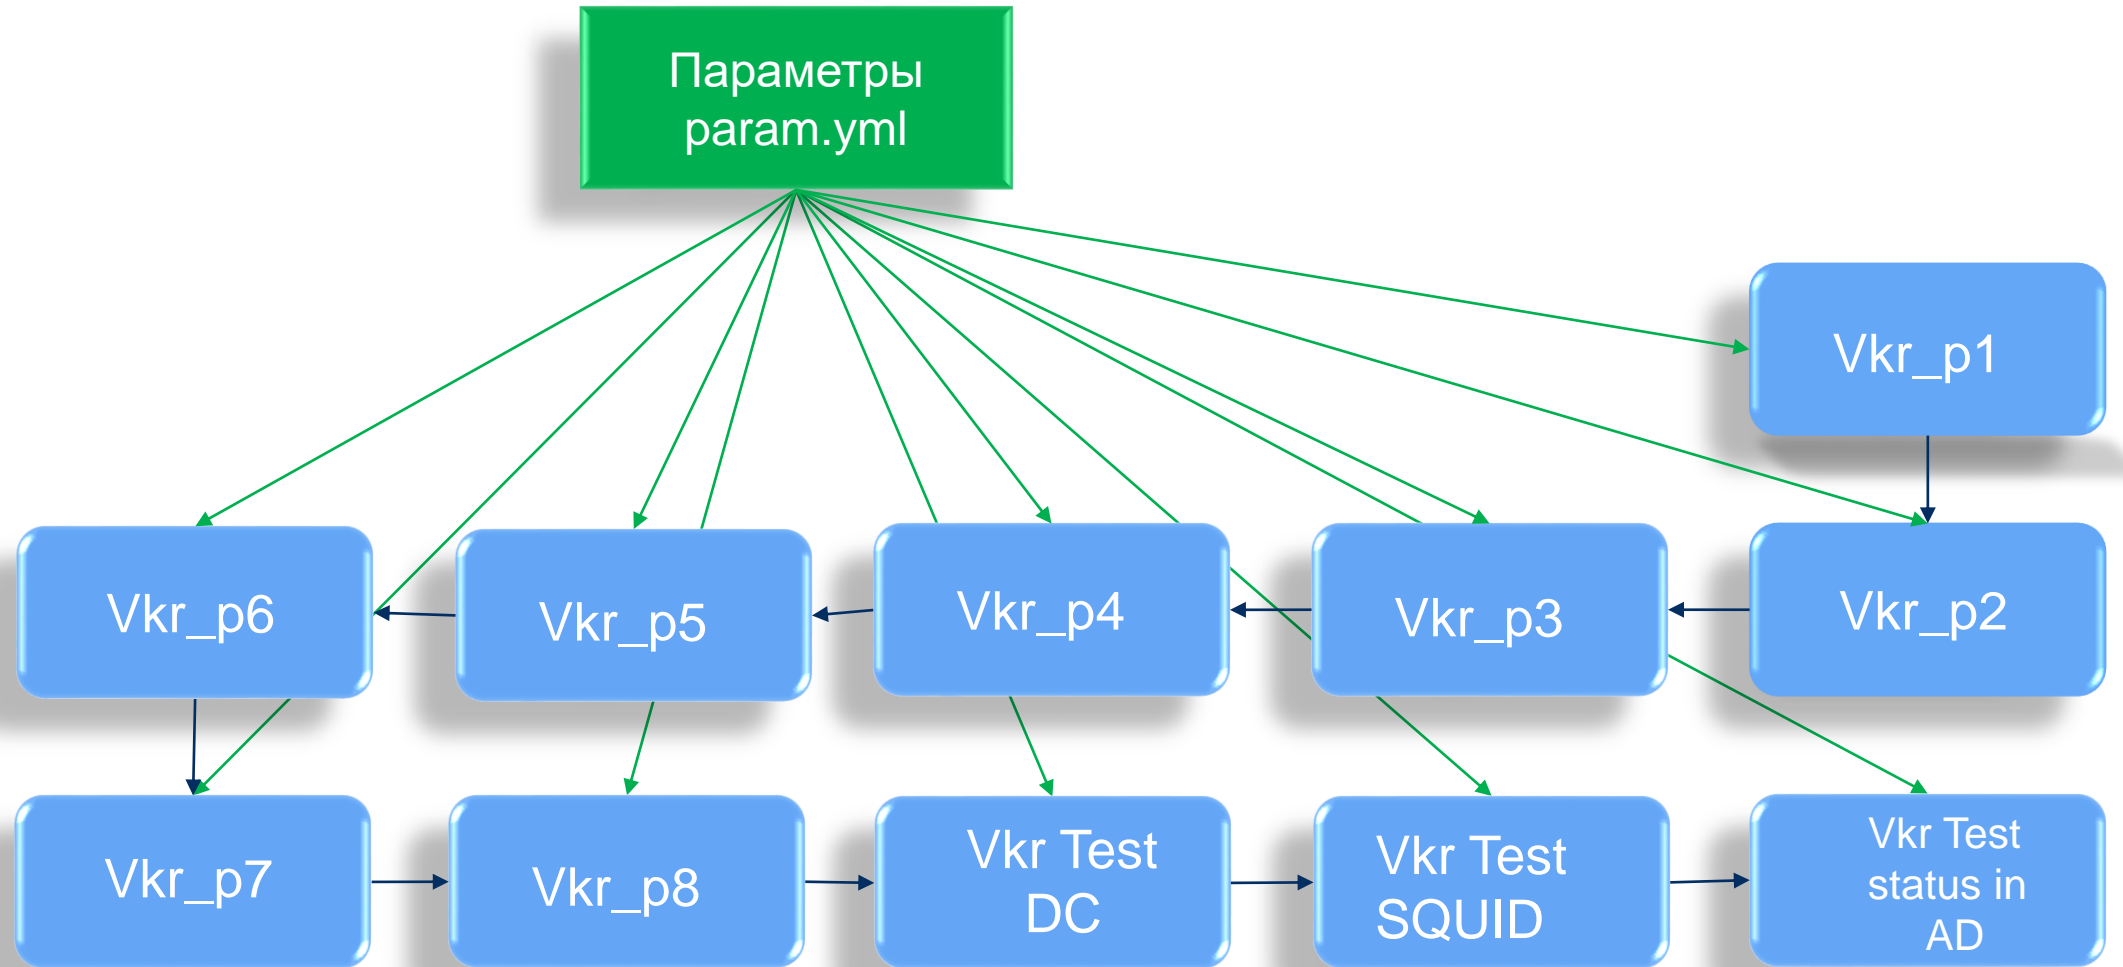 Параметры
param.yml
Vkr_p1
Vkr_p6
Vkr_p5
Vkr_p4
Vkr_p3
Vkr_p2
Vkr_p7
Vkr_p8
Vkr Test
DC
Vkr Test
SQUID
Vkr Test
status in
AD